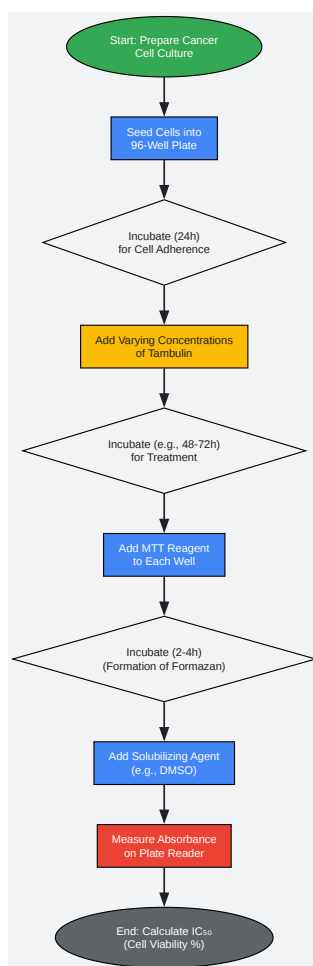 Start: Prepare Cancer
Cell Culture
Seed Cells into
96-Well Plate
Incubate (24h)
for Cell Adherence
Add Varying Concentrations
of Tambulin
Incubate (e.g., 48-72h)
for Treatment
Add MTT Reagent
to Each Well
Incubate (2-4h)
(Formation of Formazan)
Add Solubilizing Agent
(e.g., DMSO)
Measure Absorbance
on Plate Reader
End: Calculate IC₅₀
(Cell Viability %)